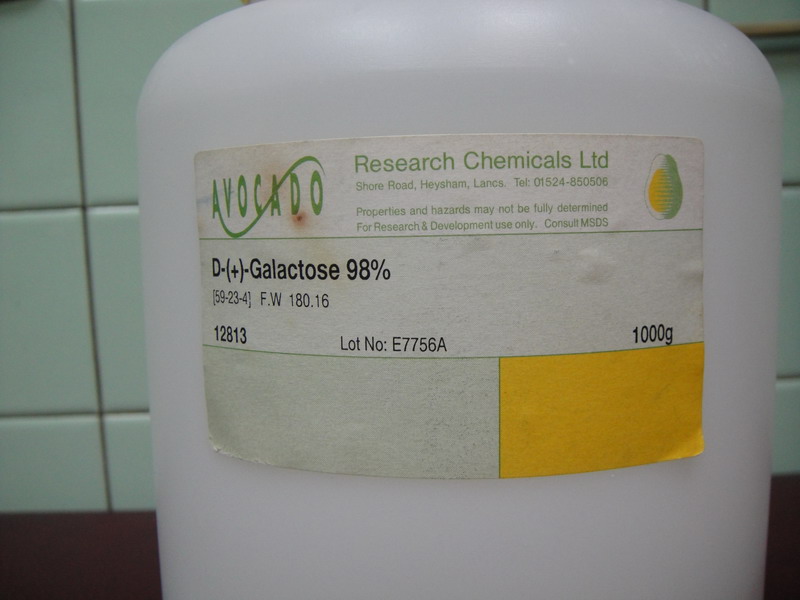 AVOCADO
Research Chemicals Ltd
Shore Road, Heysham, Lancs. Tel: 01524-850506
Properties and hazards may not be fully determined
For Research & Development use only. Consult MSDS
D-(+)-Galactose 98%
[59-23-4] F.W 180.16
12813 Lot No: E7756A 1000g